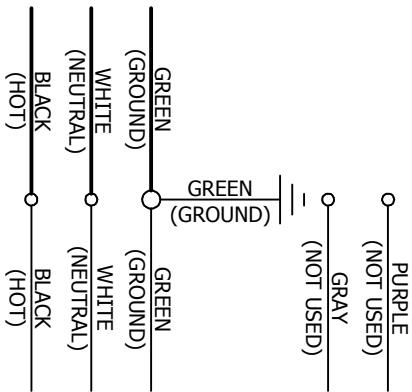 BLACK
(HOT)
WHITE
(NEUTRAL)
GREEN
(GROUND)
GREEN
(GROUND)
BLACK
(HOT)
WHITE
(NEUTRAL)
GREEN
(GROUND)
GRAY
(NOT USED)
PURPLE
(NOT USED)